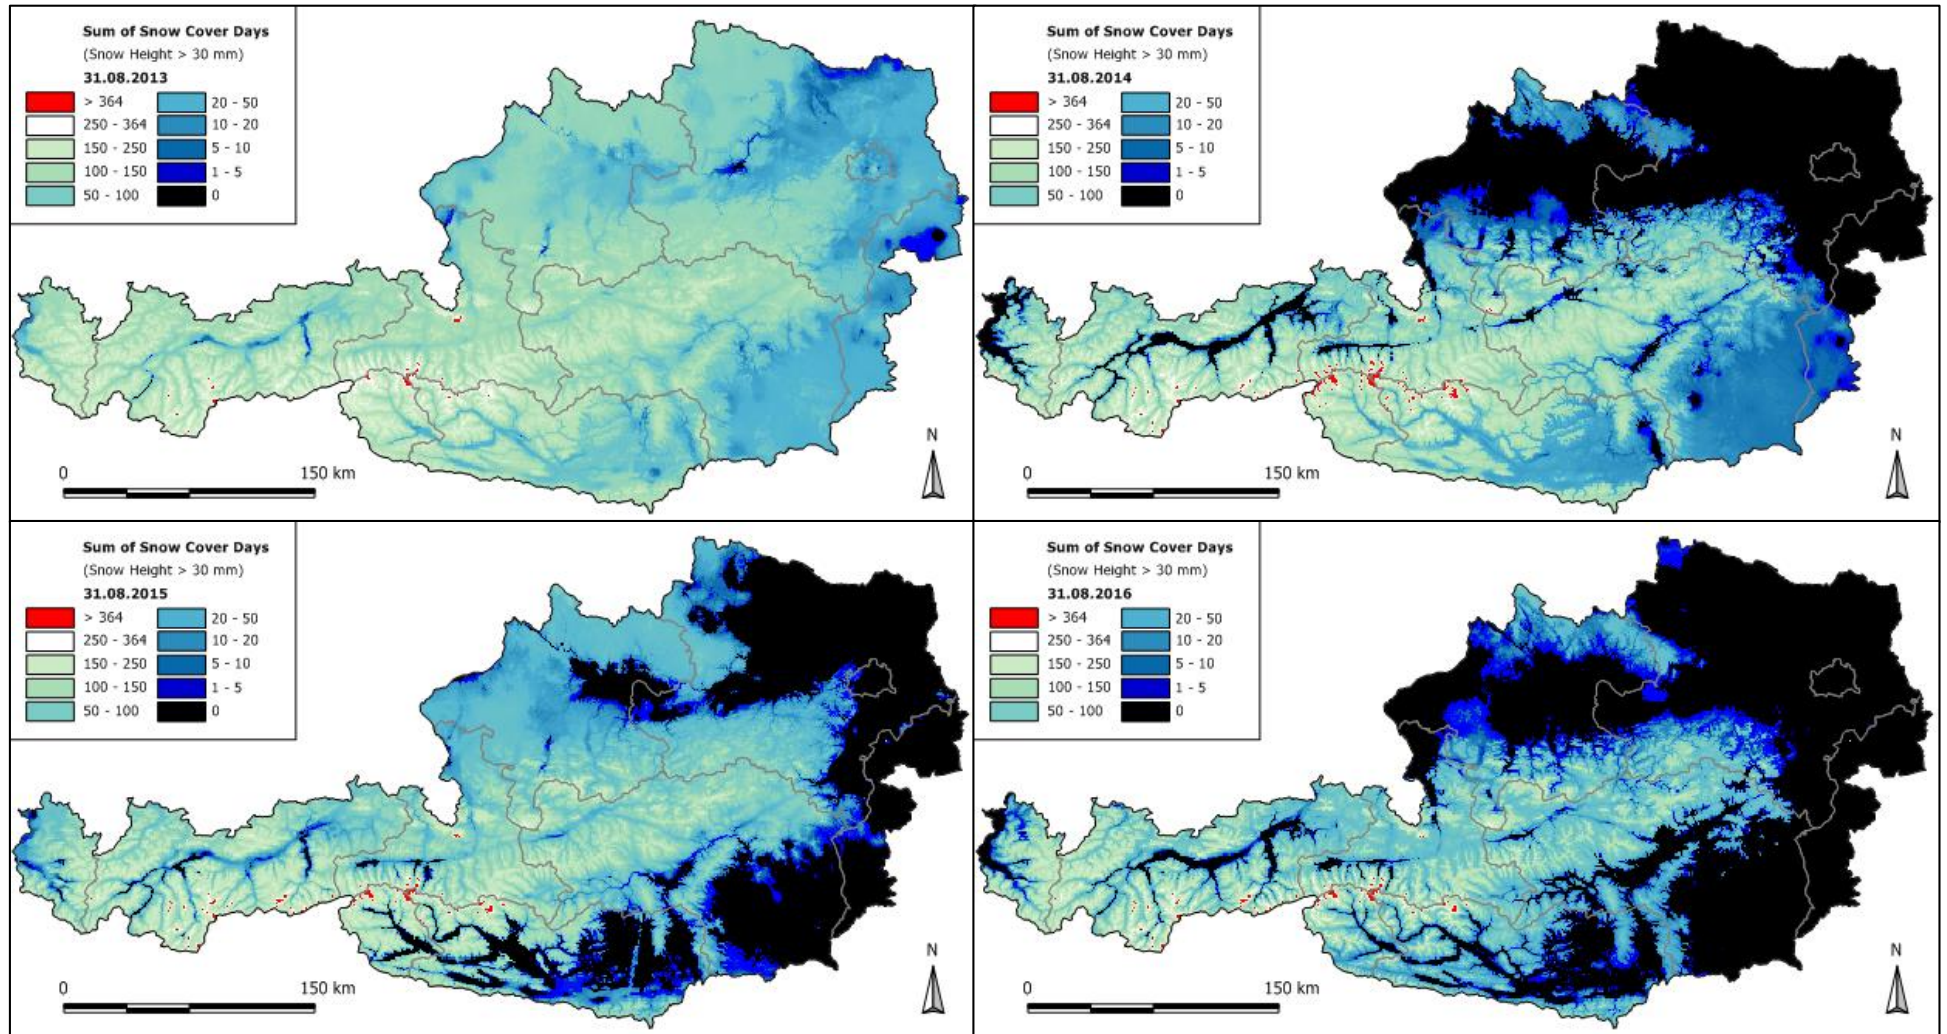 Sum of Snow Cover Days
(Snow Height > 30 mm)
31.08.2013
> 364 20 - 50
250 - 364 10 - 20
150 - 250 5 - 10
100 - 150 1 - 5
50 - 100 0
N
0 150 km
Sum of Snow Cover Days
(Snow Height > 30 mm)
31.08.2014
> 364 20 - 50
250 - 364 10 - 20
150 - 250 5 - 10
100 - 150 1 - 5
50 - 100 0
N
0 150 km
Sum of Snow Cover Days
(Snow Height > 30 mm)
31.08.2015
> 364 20 - 50
250 - 364 10 - 20
150 - 250 5 - 10
100 - 150 1 - 5
50 - 100 0
N
0 150 km
Sum of Snow Cover Days
(Snow Height > 30 mm)
31.08.2016
> 364 20 - 50
250 - 364 10 - 20
150 - 250 5 - 10
100 - 150 1 - 5
50 - 100 0
N
0 150 km